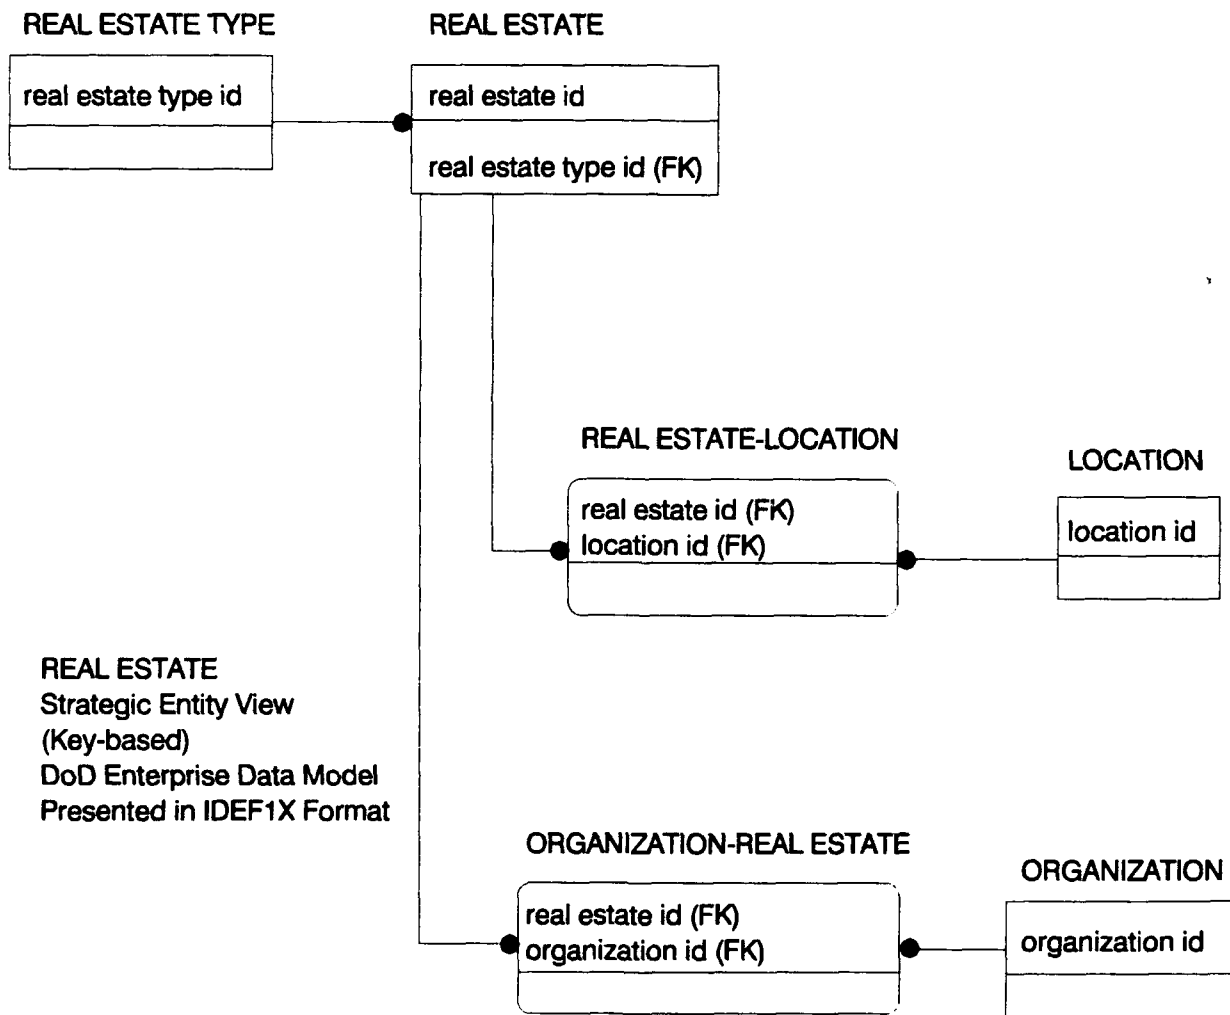 REAL ESTATE TYPE
real estate type id
REAL ESTATE
real estate id
real estate type id (FK)
REAL ESTATE-LOCATION
real estate id (FK)
location id (FK)
LOCATION
location id
REAL ESTATE
Strategic Entity View
(Key-based)
DoD Enterprise Data Model
Presented in IDEF1X Format
ORGANIZATION-REAL ESTATE
real estate id (FK)
organization id (FK)
ORGANIZATION
organization id